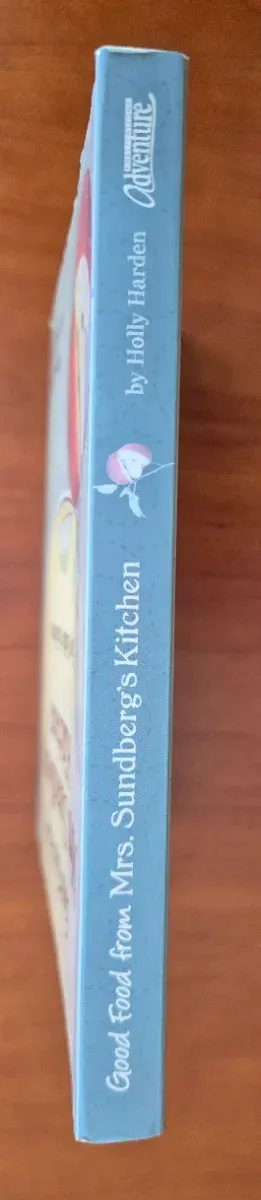 Good Food from Mrs. Sundberg's Kitchen
by Holly Harden
Adventure